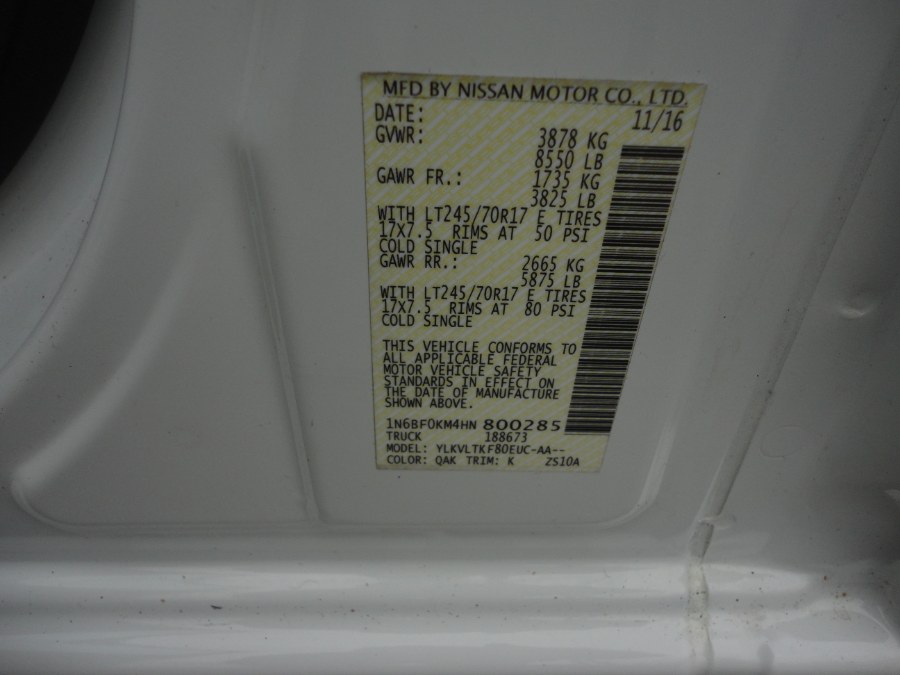 MFD BY NISSAN MOTOR CO., LTD.
DATE: 11/16
GVWR: 3878 KG
8550 LB
GAWR FR.: 1735 KG
3825 LB
WITH LT245/70R17 E TIRES
17X7.5 RIMS AT 50 PSI
COLD SINGLE
GAWR RR.: 2665 KG
5875 LB
WITH LT245/70R17 E TIRES
17X7.5 RIMS AT 80 PSI
COLD SINGLE
THIS VEHICLE CONFORMS TO
ALL APPLICABLE FEDERAL
MOTOR VEHICLE SAFETY
STANDARDS IN EFFECT ON
THE DATE OF MANUFACTURE
SHOWN ABOVE.
1N6BF0KM4HN800285
TRUCK 188673
MODEL: YLKVLTKF80EUC-AA--
COLOR: QAK TRIM: K ZS10A